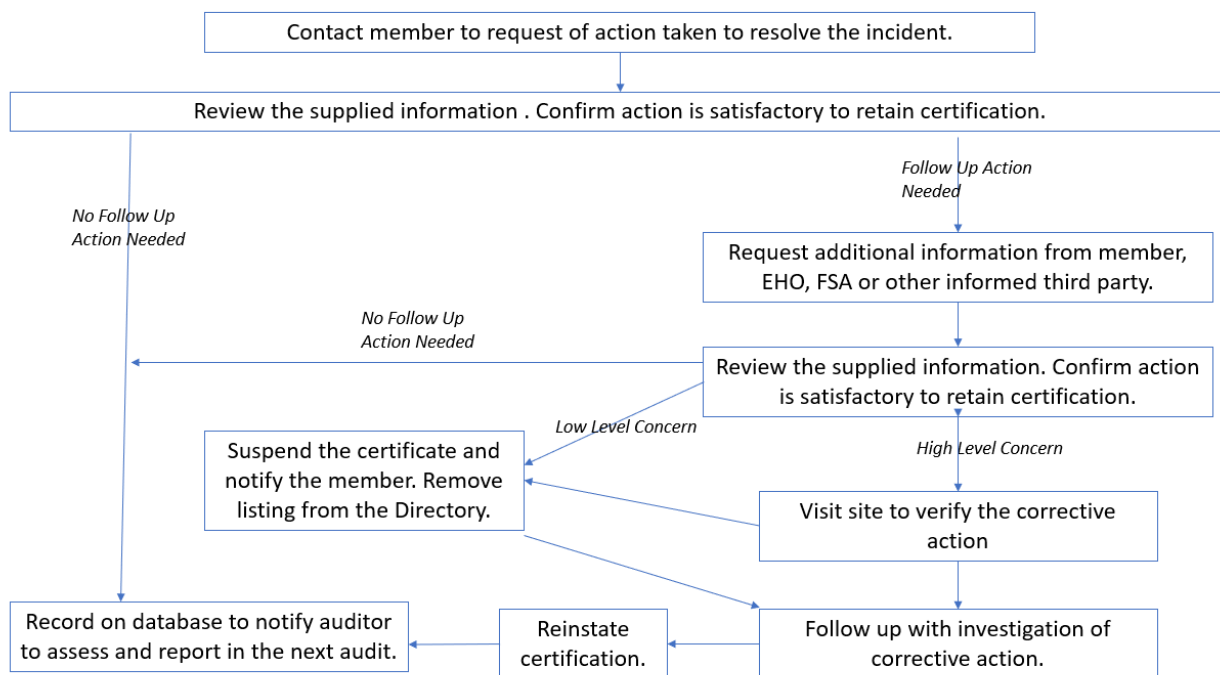 Contact member to request of action taken to resolve the incident.
Review the supplied information . Confirm action is satisfactory to retain certification.
Follow Up Action
Needed
No Follow Up
Action Needed
Request additional information from member,
EHO, FSA or other informed third party.
No Follow Up
Action Needed
Review the supplied information. Confirm action
is satisfactory to retain certification.
Low Level Concern
High Level Concern
Suspend the certificate and
notify the member. Remove
listing from the Directory.
Visit site to verify the corrective
action
Record on database to notify auditor
to assess and report in the next audit.
Reinstate
certification.
Follow up with investigation of
corrective action.